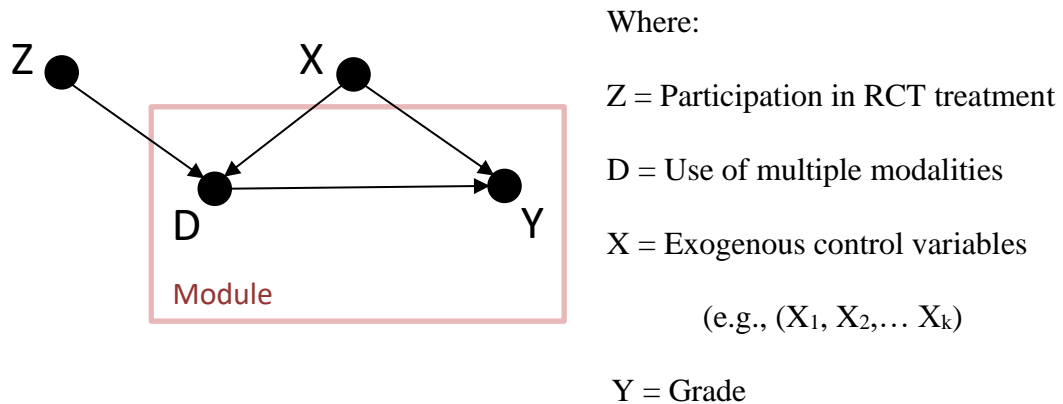 Z
X
D
Y
Module
Where:
Z = Participation in RCT treatment
D = Use of multiple modalities
X = Exogenous control variables
(e.g., (X₁, X₂,… Xₖ)
Y = Grade